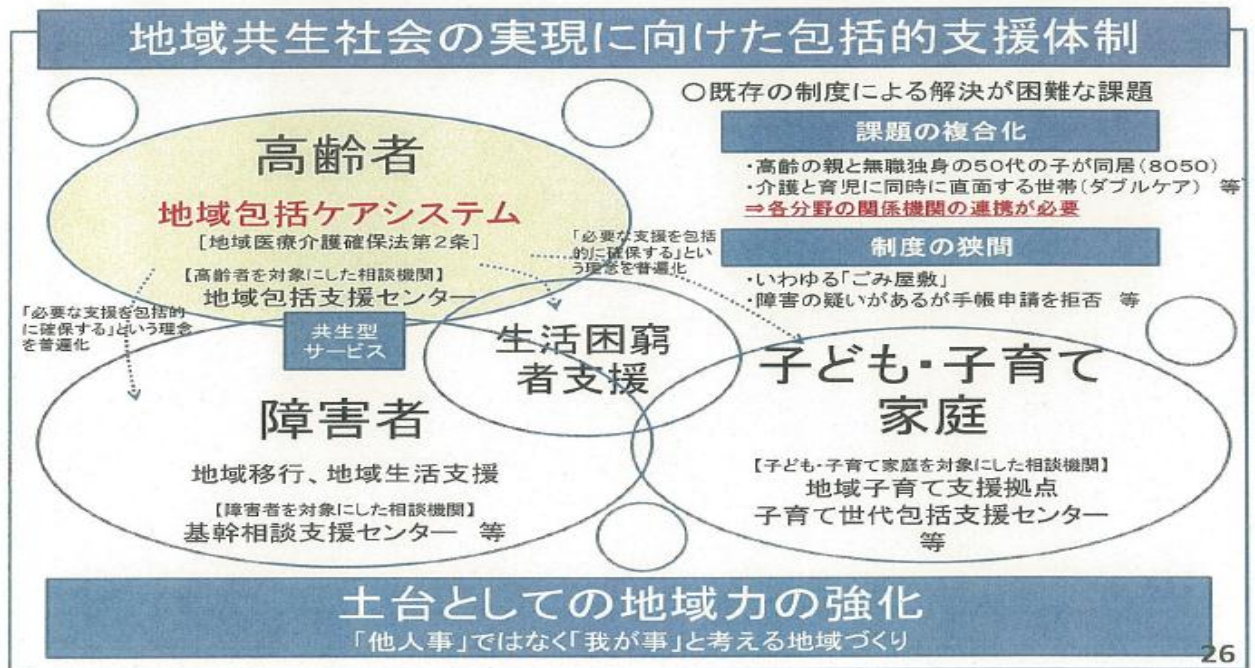 地域共生社会の実現に向けた包括的支援体制
○既存の制度による解決が困難な課題
課題の複合化
・高齢の親と無職独身の50代の子が同居(8050)
・介護と育児に同時に直面する世帯(ダブルケア) 等
⇒各分野の関係機関の連携が必要
制度の狭間
・いわゆる「ごみ屋敷」
・障害の疑いがあるが手帳申請を拒否 等
高齢者
地域包括ケアシステム
[地域医療介護確保法第2条]
【高齢者を対象にした相談機関】
地域包括支援センター
「必要な支援を包括
的に確保する」とい
う理念を普遍化
「必要な支援を包括的
に確保する」という理念
を普遍化
共生型
サービス
生活困窮
者支援
障害者
地域移行、地域生活支援
【障害者を対象にした相談機関】
基幹相談支援センター 等
子ども・子育て
家庭
【子ども・子育て家庭を対象にした相談機関】
地域子育て支援拠点
子育て世代包括支援センター
等
土台としての地域力の強化
「他人事」ではなく「我が事」と考える地域づくり
26